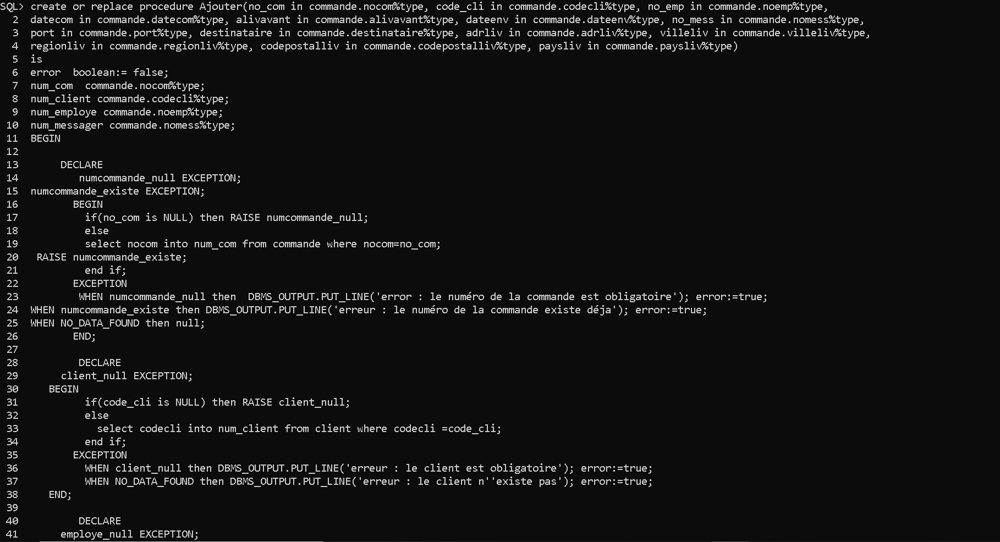 SQL> create or replace procedure Ajouter(no_com in commande.nocom%type, code_cli in commande.codecli%type, no_emp in commande.noemp%type,
2 datecom in commande.datecom%type, alivavant in commande.alivavant%type, dateenv in commande.dateenv%type, no_mess in commande.nomess%type,
3 port in commande.port%type, destinataire in commande.destinataire%type, adrliv in commande.adrliv%type, villeliv in commande.villeliv%type,
4 regionliv in commande.regionliv%type, codepostalliv in commande.codepostalliv%type, paysliv in commande.paysliv%type)
5 is
6 error  boolean:= false;
7 num_com  commande.nocom%type;
8 num_client commande.codecli%type;
9 num_employe commande.noemp%type;
10 num_messager commande.nomess%type;
11 BEGIN
12
13 DECLARE
14 numcommande_null EXCEPTION;
15 numcommande_existe EXCEPTION;
16 BEGIN
17 if(no_com is NULL) then RAISE numcommande_null;
18 else
19 select nocom into num_com from commande where nocom=no_com;
20 RAISE numcommande_existe;
21 end if;
22 EXCEPTION
23 WHEN numcommande_null then  DBMS_OUTPUT.PUT_LINE('error : le numéro de la commande est obligatoire'); error:=true;
24 WHEN numcommande_existe then DBMS_OUTPUT.PUT_LINE('erreur : le numéro de la commande existe déja'); error:=true;
25 WHEN NO_DATA_FOUND then null;
26 END;
27
28 DECLARE
29 client_null EXCEPTION;
30 BEGIN
31 if(code_cli is NULL) then RAISE client_null;
32 else
33 select codecli into num_client from client where codecli =code_cli;
34 end if;
35 EXCEPTION
36 WHEN client_null then DBMS_OUTPUT.PUT_LINE('erreur : le client est obligatoire'); error:=true;
37 WHEN NO_DATA_FOUND then DBMS_OUTPUT.PUT_LINE('erreur : le client n''existe pas'); error:=true;
38 END;
39
40 DECLARE
41 employe_null EXCEPTION;